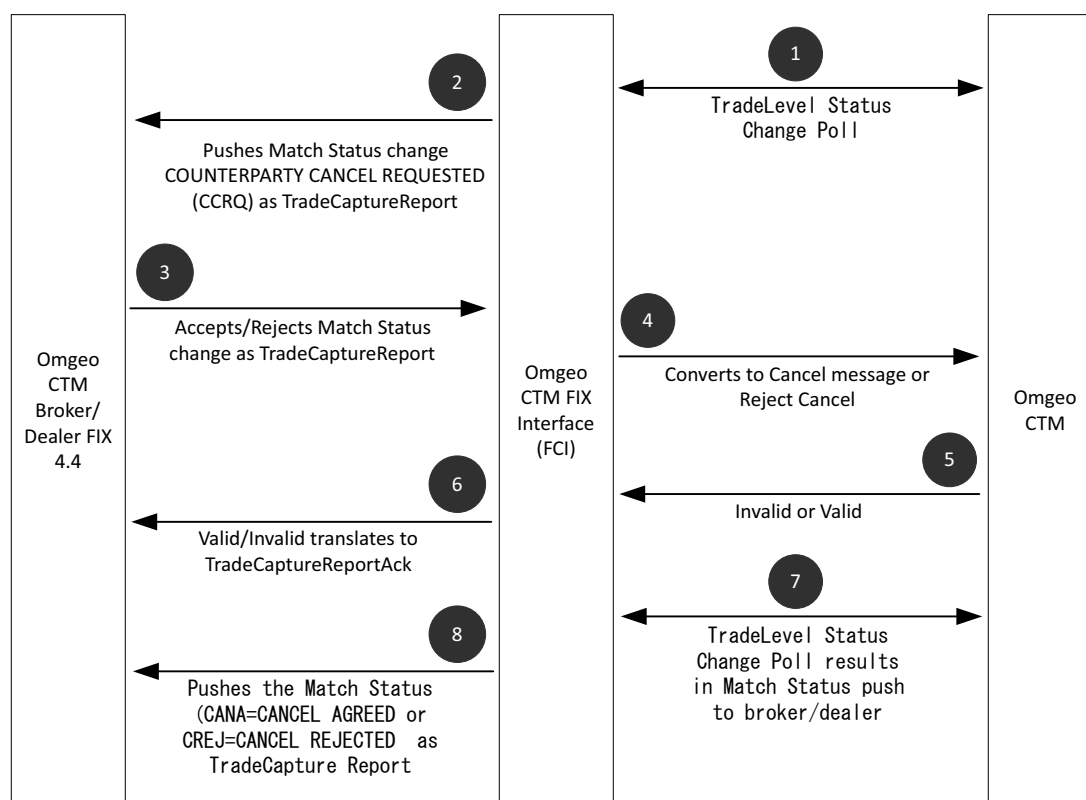 1
TradeLevel Status
Change Poll
2
Pushes Match Status change
COUNTERPARTY CANCEL REQUESTED
(CCRQ) as TradeCaptureReport
3
Accepts/Rejects Match Status
change as TradeCaptureReport
4
Converts to Cancel message or
Reject Cancel
Omgeo
CTM
Broker/
Dealer FIX
4.4
Omgeo
CTM FIX
Interface
(FCI)
Omgeo
CTM
5
Invalid or Valid
6
Valid/Invalid translates to
TradeCaptureReportAck
7
TradeLevel Status
Change Poll results
in Match Status push
to broker/dealer
8
Pushes the Match Status
(CANA=CANCEL AGREED or
CREJ=CANCEL REJECTED as
TradeCapture Report